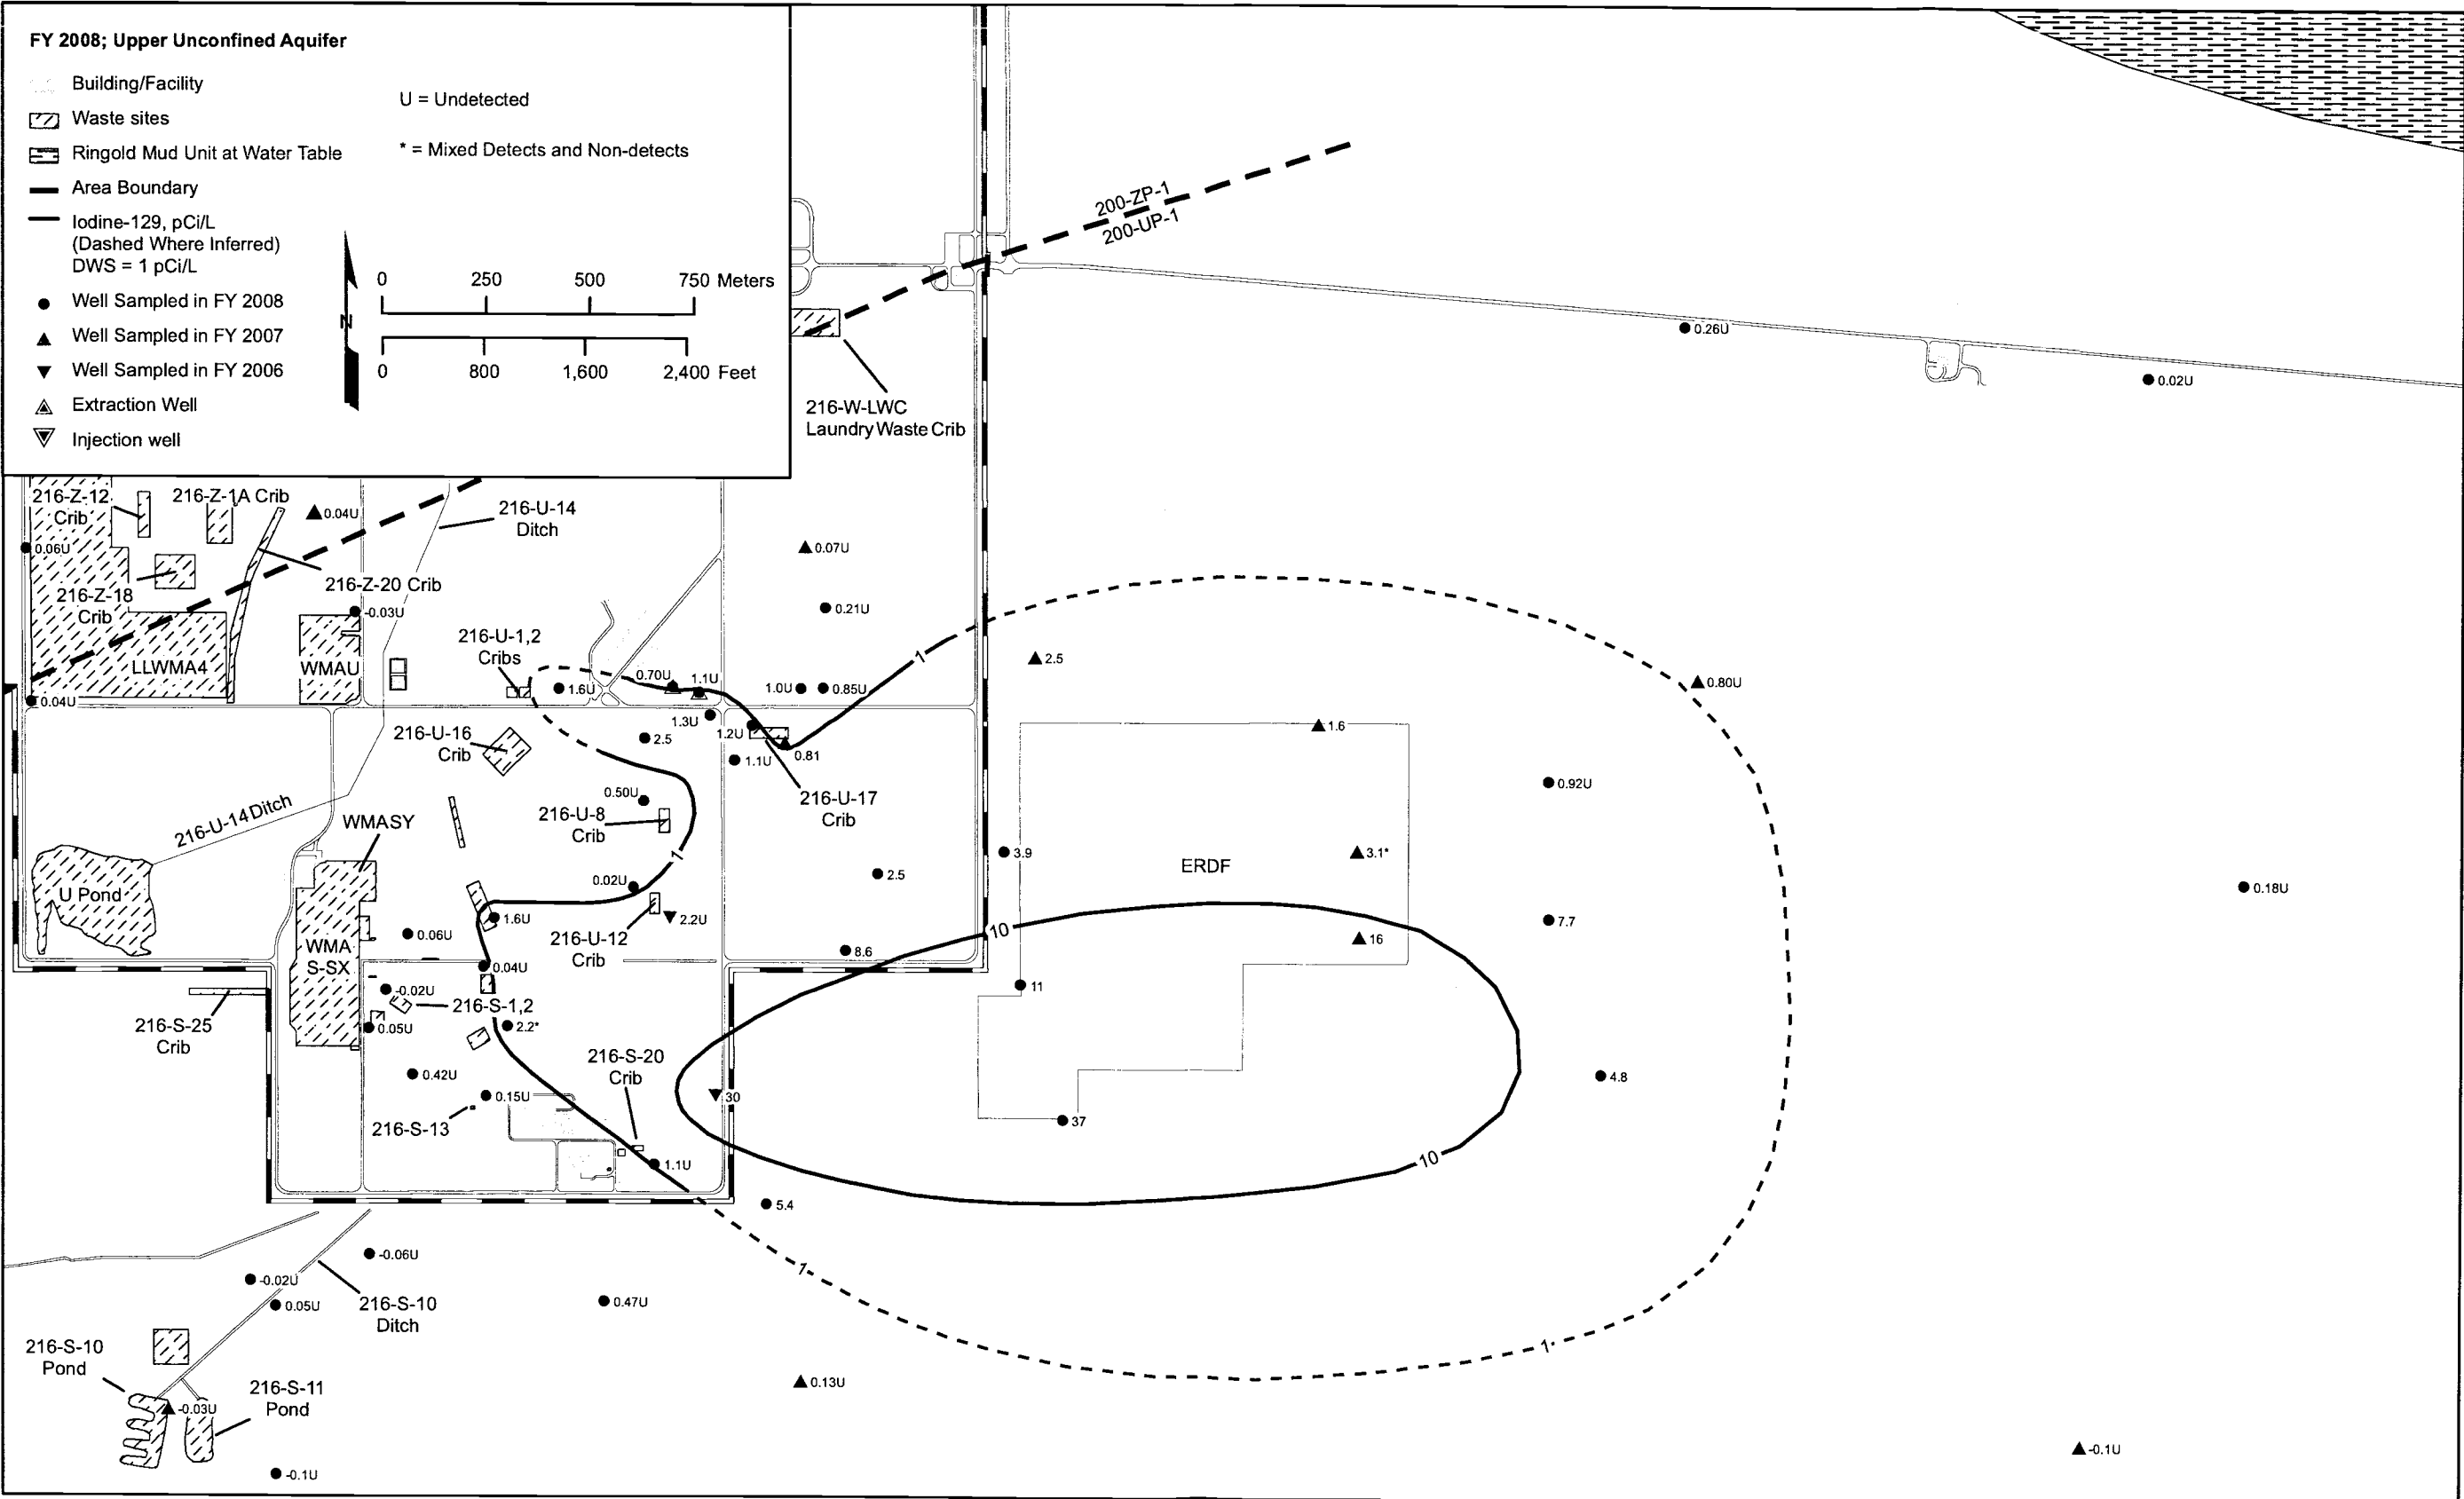 FY 2008; Upper Unconfined Aquifer
Building/Facility
Waste sites
Ringold Mud Unit at Water Table
Area Boundary
Iodine-129, pCi/L
(Dashed Where Inferred)
DWS = 1 pCi/L
Well Sampled in FY 2008
Well Sampled in FY 2007
Well Sampled in FY 2006
Extraction Well
Injection well
U = Undetected
* = Mixed Detects and Non-detects
N
0 250 500 750 Meters
0 800 1,600 2,400 Feet
200-ZP-1
200-UP-1
0.26U
0.02U
216-W-LWC
Laundry Waste Crib
216-Z-12
Crib
216-Z-1A Crib
0.04U
216-U-14
Ditch
0.06U
0.07U
216-Z-20 Crib
216-Z-18
Crib
-0.03U
0.21U
216-U-1,2
Cribs
LLWMA4
WMAU
1
2.5
0.70U
1.1U
1.6U
1.0U
0.85U
0.80U
0.04U
1.3U
1.2U
2.5
216-U-16
Crib
0.81
1.1U
1.6
0.92U
0.50U
216-U-17
Crib
216-U-8
Crib
216-U-14 Ditch
WMASY
1
3.9
3.1*
ERDF
2.5
0.02U
0.18U
U Pond
1.6U
2.2U
7.7
0.06U
216-U-12
Crib
10
16
WMA
S-SX
8.6
0.04U
11
-0.02U
216-S-1,2
216-S-25
Crib
0.05U
2.2*
216-S-20
Crib
0.42U
4.8
0.15U
30
216-S-13
37
1.1U
10
5.4
-0.06U
1
-0.02U
0.05U
216-S-10
Ditch
0.47U
216-S-10
Pond
1
0.13U
216-S-11
Pond
-0.03U
-0.1U
-0.1U